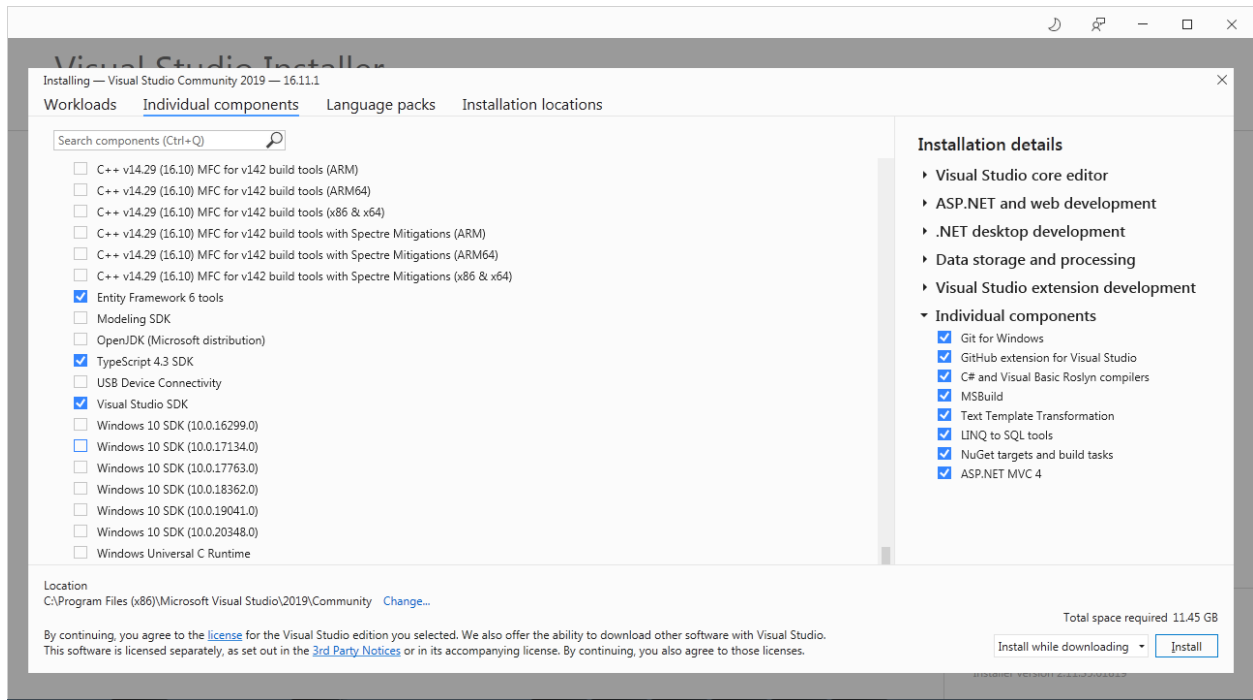 Visual Studio Installer
Installing — Visual Studio Community 2019 — 16.11.1
Workloads Individual components Language packs Installation locations
Search components (Ctrl+Q)
C++ v14.29 (16.10) MFC for v142 build tools (ARM)
C++ v14.29 (16.10) MFC for v142 build tools (ARM64)
C++ v14.29 (16.10) MFC for v142 build tools (x86 & x64)
C++ v14.29 (16.10) MFC for v142 build tools with Spectre Mitigations (ARM)
C++ v14.29 (16.10) MFC for v142 build tools with Spectre Mitigations (ARM64)
C++ v14.29 (16.10) MFC for v142 build tools with Spectre Mitigations (x86 & x64)
Entity Framework 6 tools
Modeling SDK
OpenJDK (Microsoft distribution)
TypeScript 4.3 SDK
USB Device Connectivity
Visual Studio SDK
Windows 10 SDK (10.0.16299.0)
Windows 10 SDK (10.0.17134.0)
Windows 10 SDK (10.0.17763.0)
Windows 10 SDK (10.0.18362.0)
Windows 10 SDK (10.0.19041.0)
Windows 10 SDK (10.0.20348.0)
Windows Universal C Runtime
Installation details
Visual Studio core editor
ASP.NET and web development
.NET desktop development
Data storage and processing
Visual Studio extension development
Individual components
Git for Windows
GitHub extension for Visual Studio
C# and Visual Basic Roslyn compilers
MSBuild
Text Template Transformation
LINQ to SQL tools
NuGet targets and build tasks
ASP.NET MVC 4
Location
C:\Program Files (x86)\Microsoft Visual Studio\2019\Community Change...
By continuing, you agree to the license for the Visual Studio edition you selected. We also offer the ability to download other software with Visual Studio.
This software is licensed separately, as set out in the 3rd Party Notices or in its accompanying license. By continuing, you also agree to those licenses.
Total space required 11.45 GB
Install while downloading Install